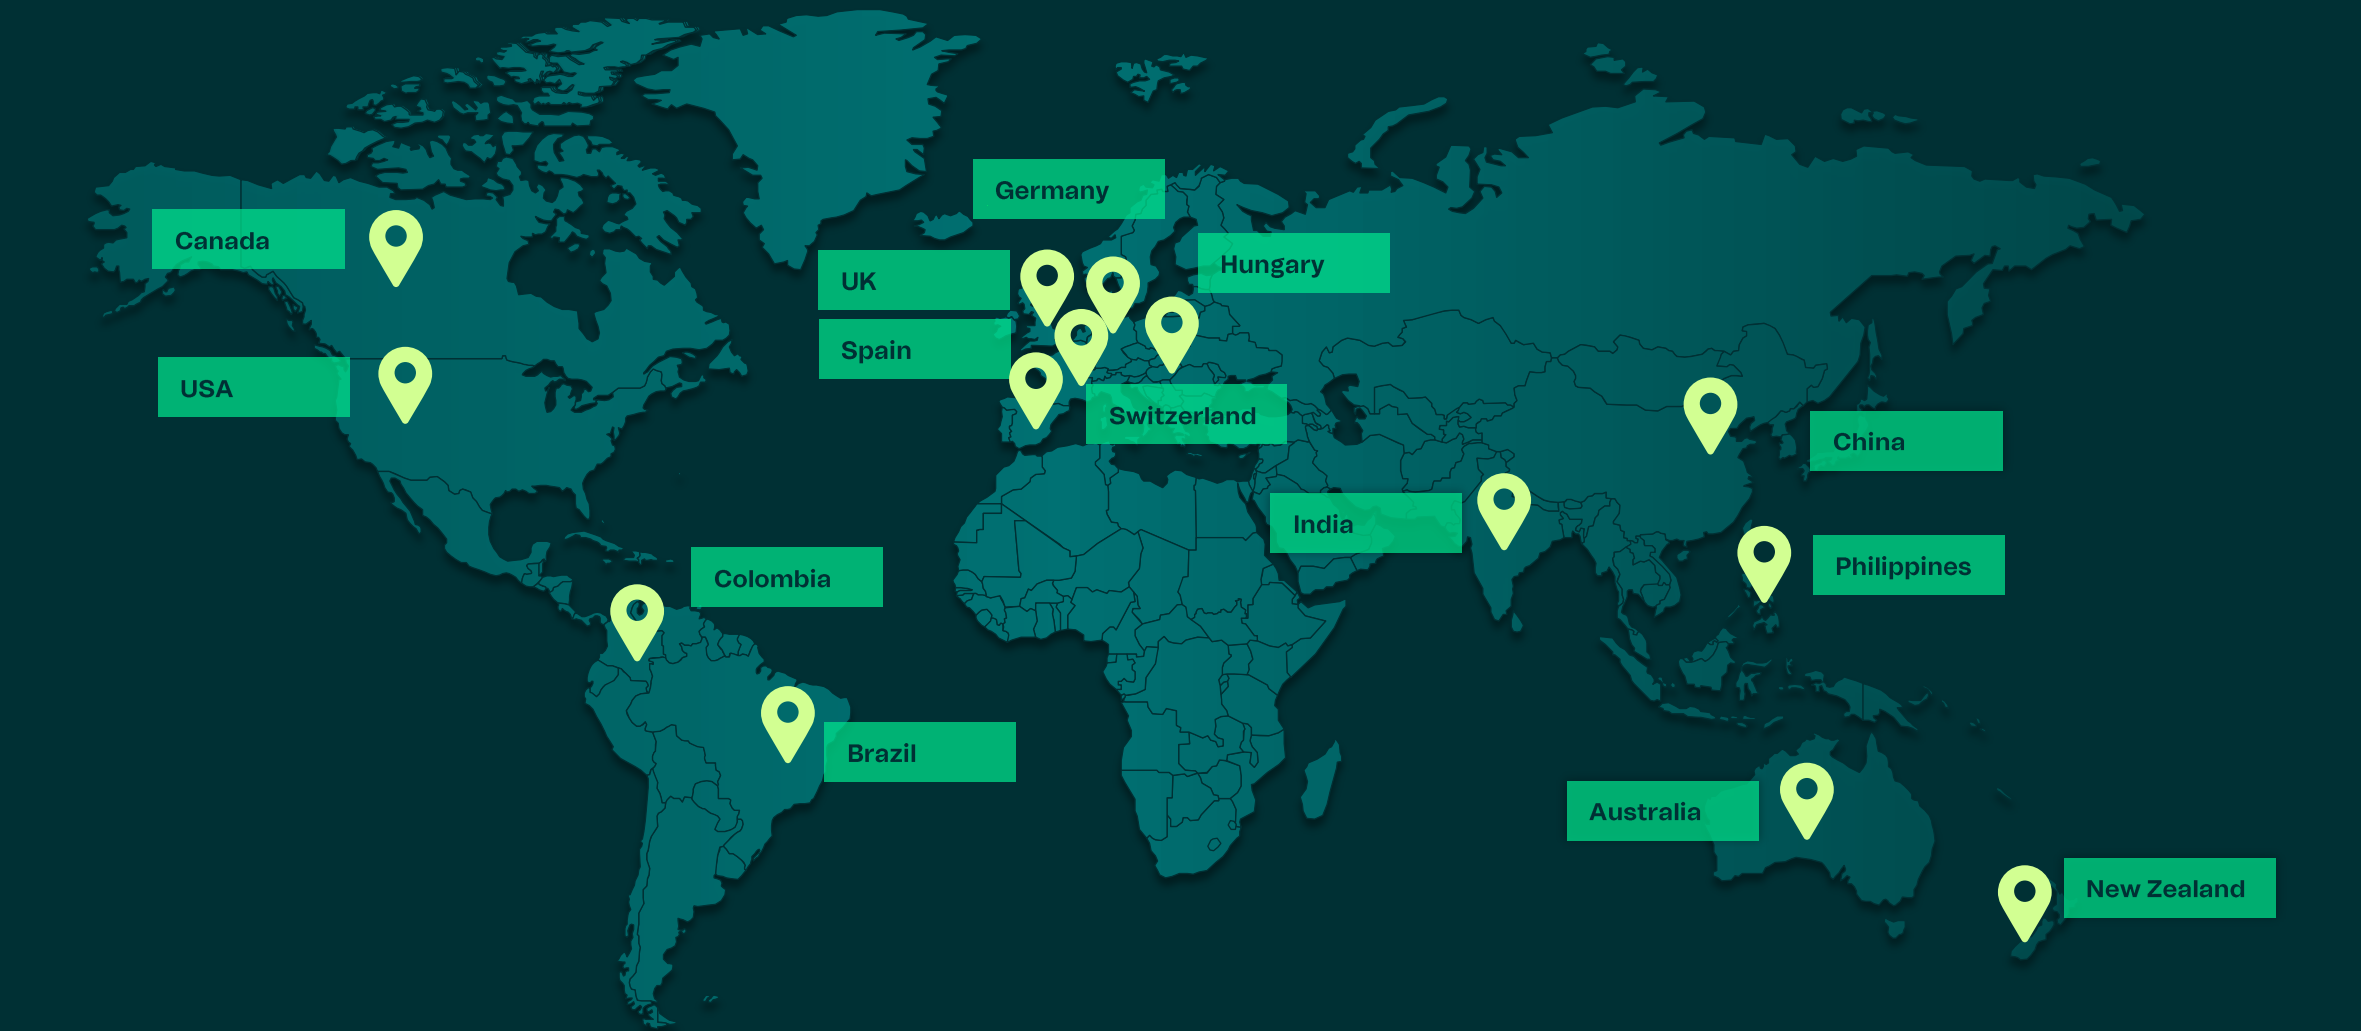 Germany
Canada
Hungary
UK
Spain
USA
Switzerland
China
India
Philippines
Colombia
Brazil
Australia
New Zealand